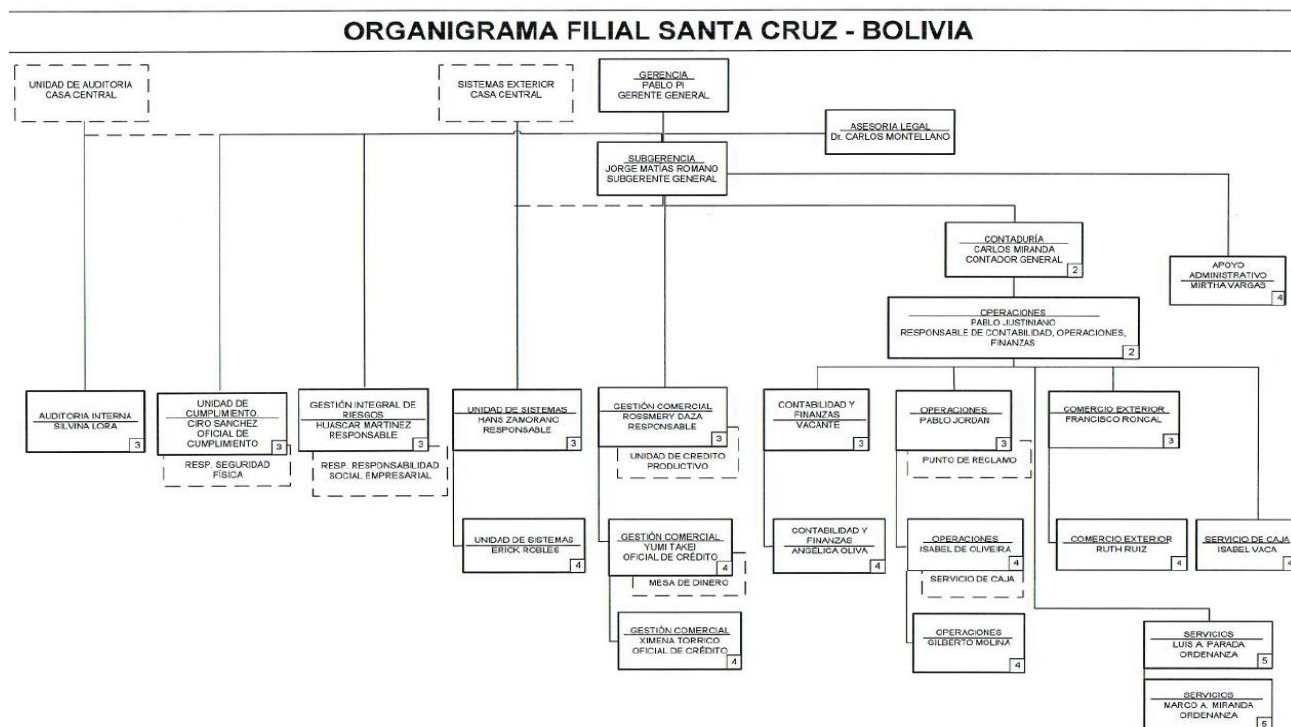 ORGANIGRAMA FILIAL SANTA CRUZ - BOLIVIA
UNIDAD DE AUDITORIA
CASA CENTRAL
SISTEMAS EXTERIOR
CASA CENTRAL
GERENCIA
PABLO PI
GERENTE GENERAL
ASESORIA LEGAL
Dr. CARLOS MONTELLANO
SUBGERENCIA
JORGE MATÍAS ROMANO
SUBGERENTE GENERAL
CONTADURÍA
CARLOS MIRANDA
CONTADOR GENERAL
2
APOYO
ADMINISTRATIVO
MIRTHA VARGAS
4
OPERACIONES
PABLO JUSTINIANO
RESPONSABLE DE CONTABILIDAD, OPERACIONES,
FINANZAS
2
AUDITORIA INTERNA
SILVINA LORA
3
UNIDAD DE
CUMPLIMIENTO
CIRO SANCHEZ
OFICIAL DE
CUMPLIMIENTO
3
RESP. SEGURIDAD
FÍSICA
GESTIÓN INTEGRAL DE
RIESGOS
HUASCAR MARTINEZ
RESPONSABLE
3
RESP. RESPONSABILIDAD
SOCIAL EMPRESARIAL
UNIDAD DE SISTEMAS
HANS ZAMORANO
RESPONSABLE
3
GESTIÓN COMERCIAL
ROSSMERY DAZA
RESPONSABLE
3
UNIDAD DE CREDITO
PRODUCTIVO
CONTABILIDAD Y
FINANZAS
VACANTE
3
OPERACIONES
PABLO JORDAN
3
PUNTO DE RECLAMO
COMERCIO EXTERIOR
FRANCISCO RONCAL
3
UNIDAD DE SISTEMAS
ERICK ROBLES
4
GESTIÓN COMERCIAL
YUMI TAKEI
OFICIAL DE CRÉDITO
4
MESA DE DINERO
CONTABILIDAD Y
FINANZAS
ANGÉLICA OLIVA
4
OPERACIONES
ISABEL DE OLIVEIRA
4
SERVICIO DE CAJA
COMERCIO EXTERIOR
RUTH RUIZ
4
SERVICIO DE CAJA
ISABEL VACA
4
GESTIÓN COMERCIAL
XIMENA TORRICO
OFICIAL DE CRÉDITO
4
OPERACIONES
GILBERTO MOLINA
4
SERVICIOS
LUIS A. PARADA
ORDENANZA
5
SERVICIOS
MARCO A. MIRANDA
ORDENANZA
5